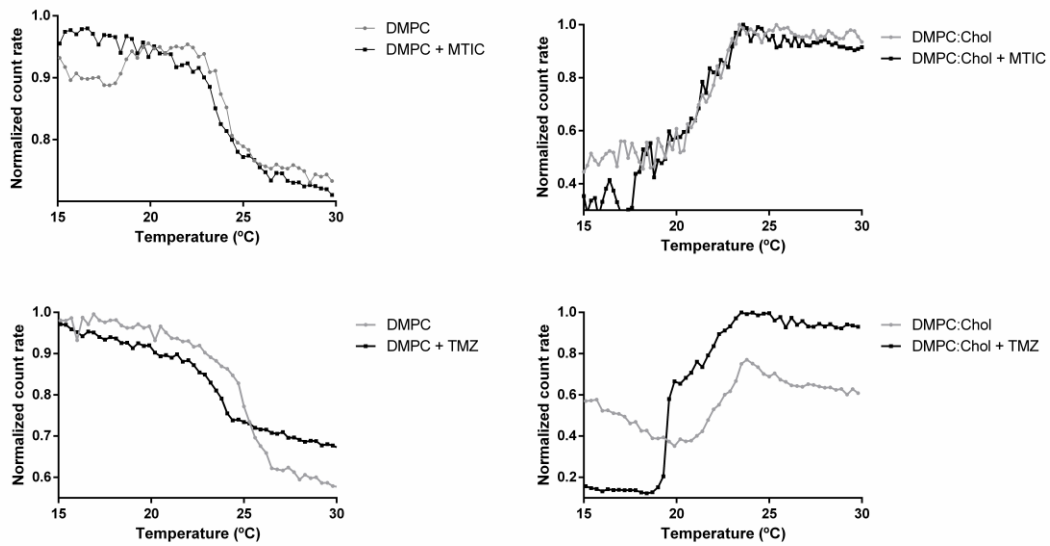 Normalized count rate
1.0
0.9
0.8
15
20
25
30
Temperature (ºC)
DMPC
DMPC + MTIC
Normalized count rate
1.0
0.8
0.6
0.4
15
20
25
30
Temperature (ºC)
DMPC:Chol
DMPC:Chol + MTIC
Normalized count rate
1.0
0.9
0.8
0.7
0.6
15
20
25
30
Temperature (ºC)
DMPC
DMPC + TMZ
Normalized count rate
1.0
0.8
0.6
0.4
0.2
15
20
25
30
Temperature (ºC)
DMPC:Chol
DMPC:Chol + TMZ